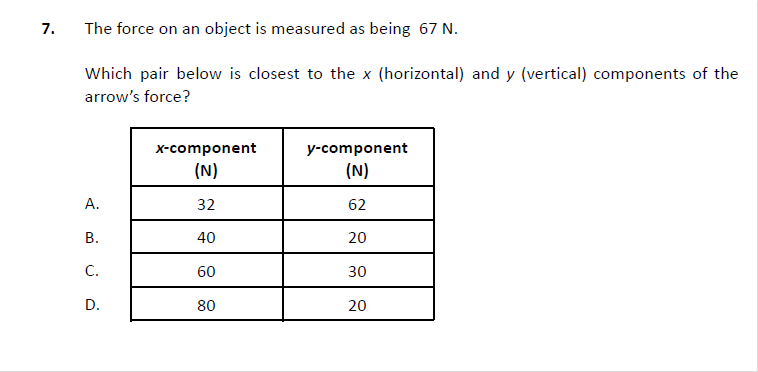 7. The force on an object is measured as being 67 N.
Which pair below is closest to the x (horizontal) and y (vertical) components of the
arrow's force?
x-component (N) y-component (N)
A. 32 62
B. 40 20
C. 60 30
D. 80 20